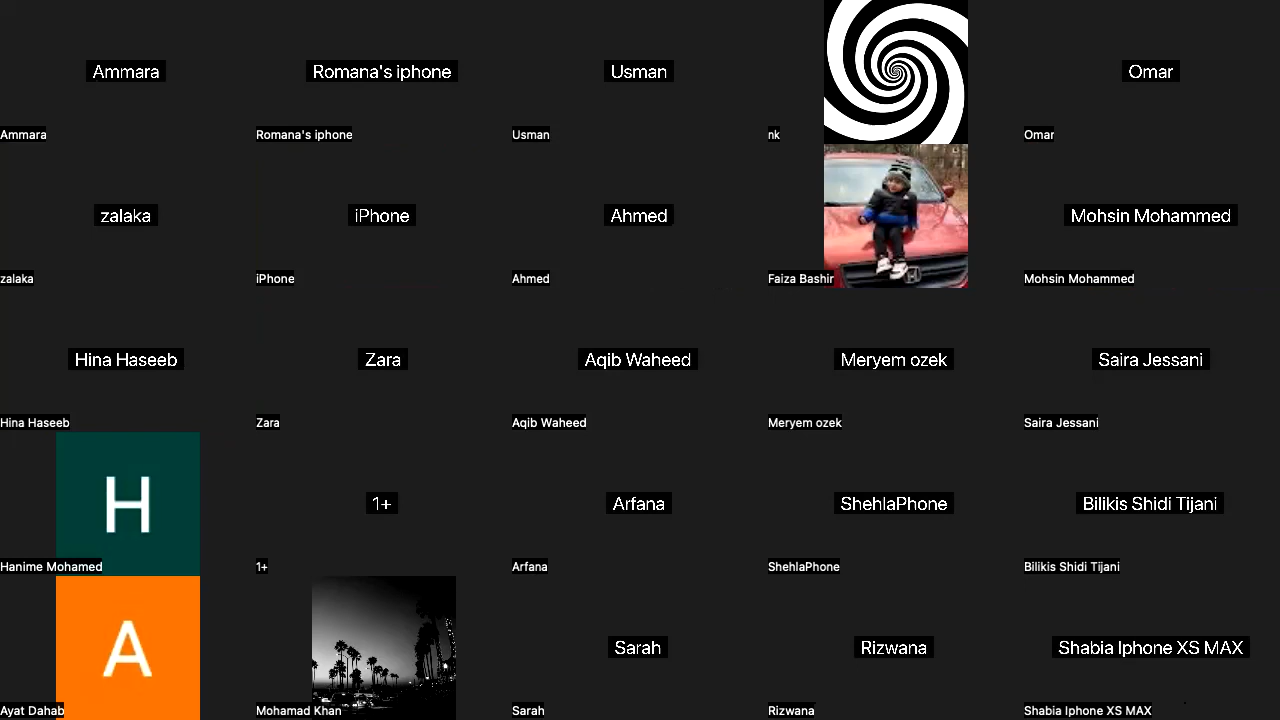 Ammara
Romana's iphone
Usman
Omar
Ammara
Romana's iphone
Usman
nk
Omar
zalaka
iPhone
Ahmed
Mohsin Mohammed
zalaka
iPhone
Ahmed
Faiza Bashir
Mohsin Mohammed
Hina Haseeb
Zara
Aqib Waheed
Meryem ozek
Saira Jessani
Hina Haseeb
Zara
Aqib Waheed
Meryem ozek
Saira Jessani
H
1+
Arfana
ShehlaPhone
Bilikis Shidi Tijani
Hanime Mohamed
1+
Arfana
ShehlaPhone
Bilikis Shidi Tijani
A
Sarah
Rizwana
Shabia Iphone XS MAX
Ayat Dahab
Mohamad Khan
Sarah
Rizwana
Shabia Iphone XS MAX